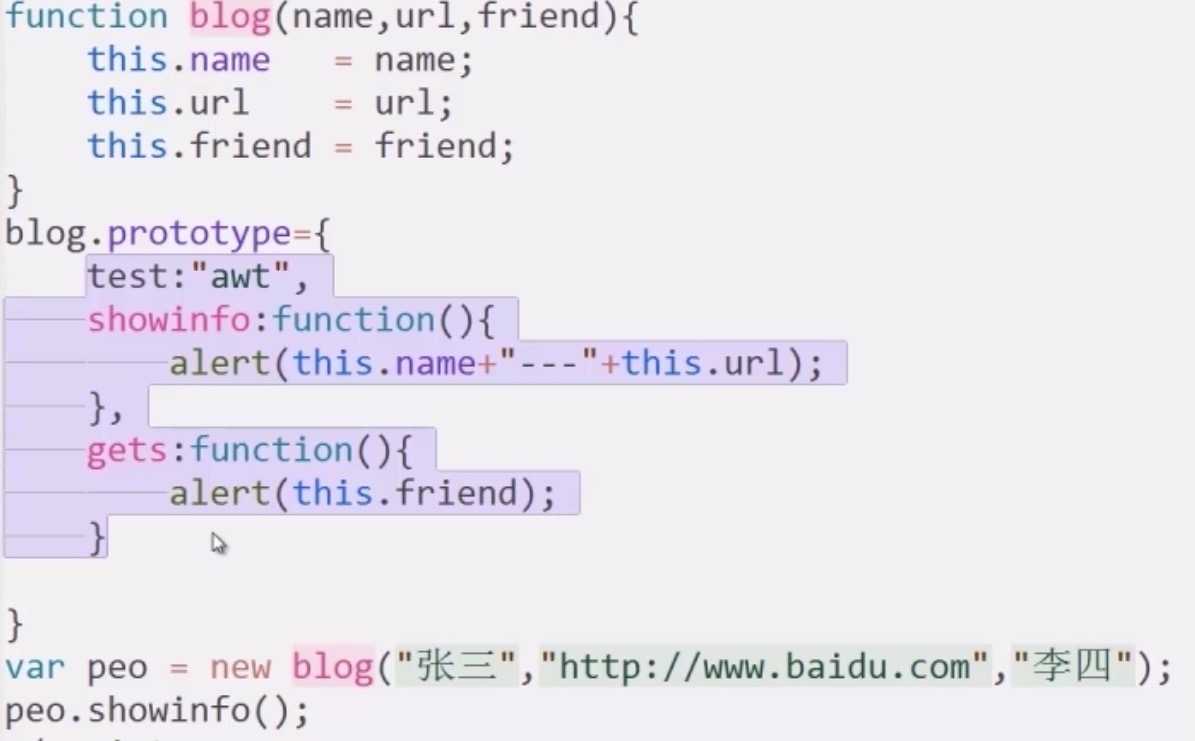 function blog(name,url,friend){
    this.name   = name;
    this.url    = url;
    this.friend = friend;
}
blog.prototype={
    test:"awt",
    showinfo:function(){
        alert(this.name+"---"+this.url);
    },
    gets:function(){
        alert(this.friend);
    }
}
var peo = new blog("张三","http://www.baidu.com","李四");
peo.showinfo();